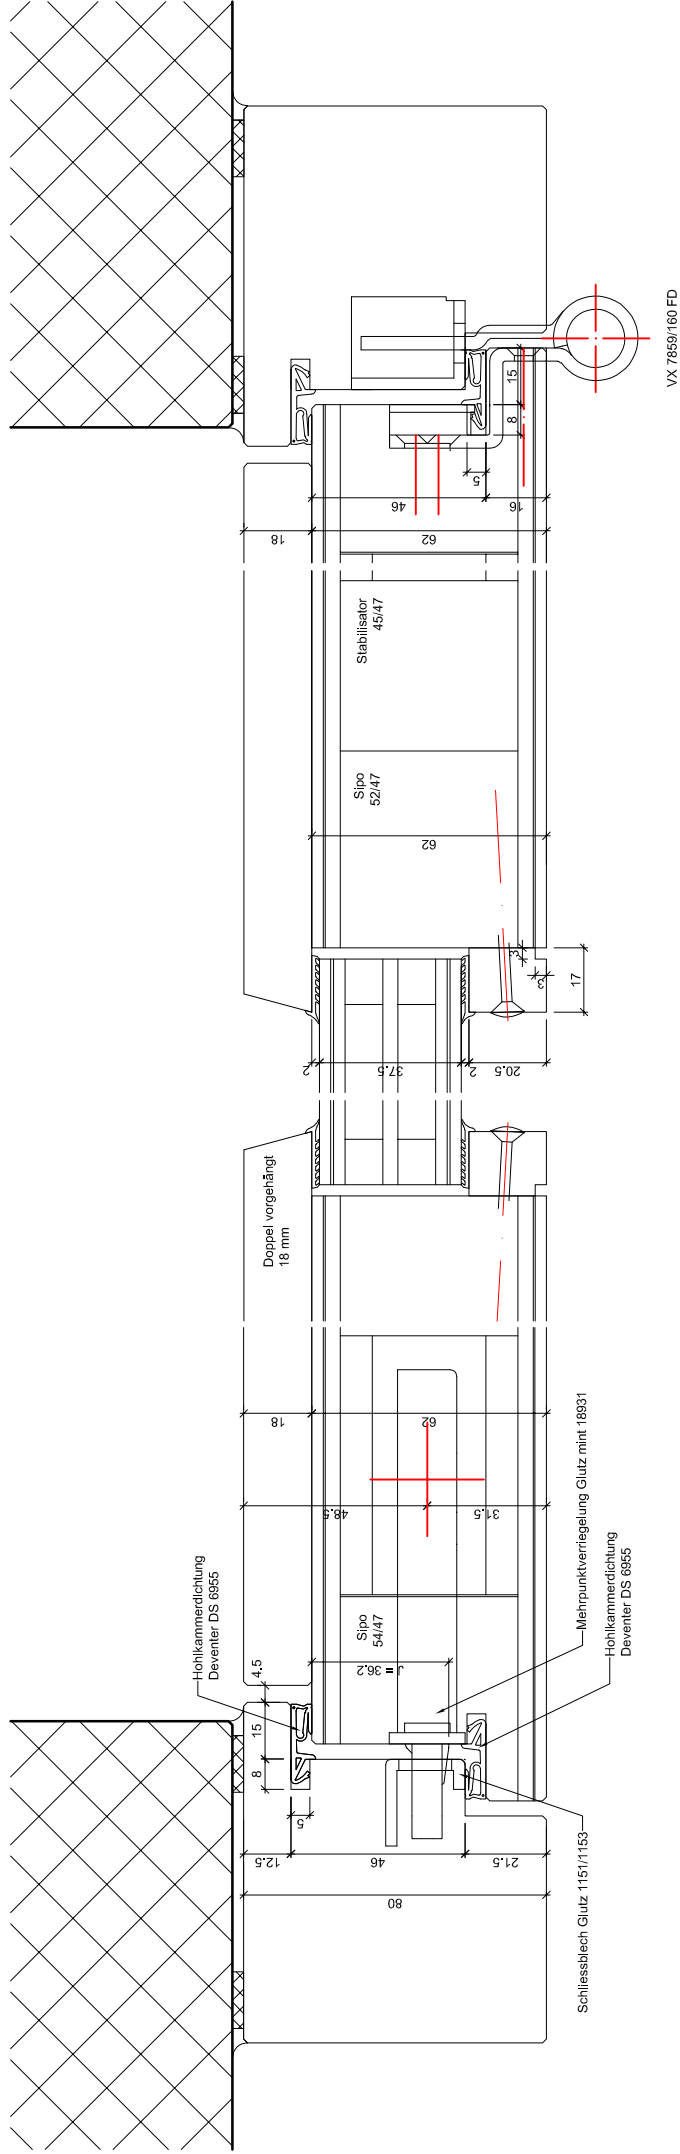 VX 7859/160 FD
15
8
5
46
16
18
62
Stabilisator
45/47
Sipo
52/47
62
3
3
17
2
37.5
2
20.5
Doppel vorgehängt
18 mm
18
62
48.5
31.5
Mehrpunktverriegelung Glutz mint 18931
Hohlkammerdichtung
Deventer DS 6955
Hohlkammerdichtung
Deventer DS 6955
Sipo
54/47
J = 36.2
4.5
15
8
5
12.5
46
21.5
80
Schliessblech Glutz 1151/1153